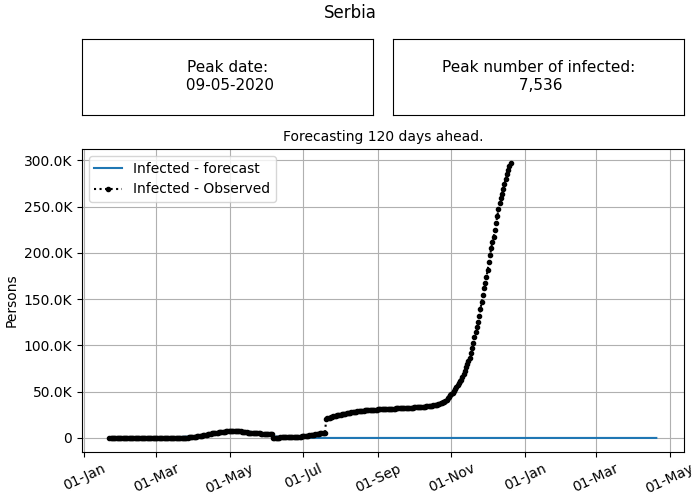 Serbia
Peak date:
09-05-2020
Peak number of infected:
7,536
Forecasting 120 days ahead.
Infected - forecast
Infected - Observed
300.0K
250.0K
200.0K
150.0K
100.0K
50.0K
0
Persons
01-Jan
01-Mar
01-May
01-Jul
01-Sep
01-Nov
01-Jan
01-Mar
01-May